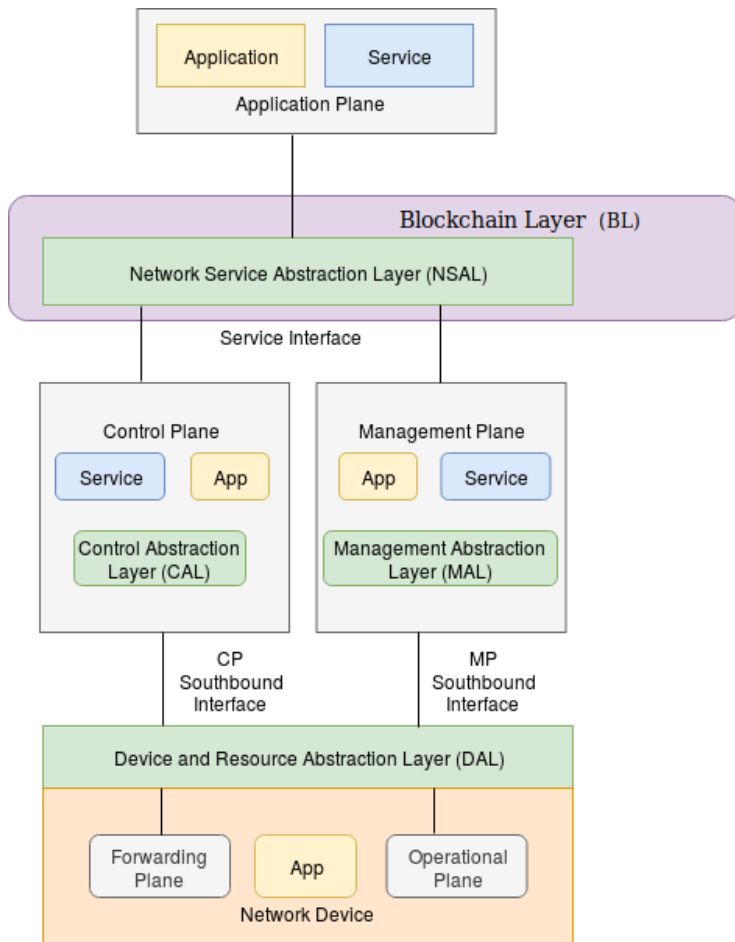 Application
Service
Application Plane
Blockchain Layer (BL)
Network Service Abstraction Layer (NSAL)
Service Interface
Control Plane
Service
App
Control Abstraction
Layer (CAL)
Management Plane
App
Service
Management Abstraction
Layer (MAL)
CP
Southbound
Interface
MP
Southbound
Interface
Device and Resource Abstraction Layer (DAL)
Forwarding
Plane
App
Operational
Plane
Network Device